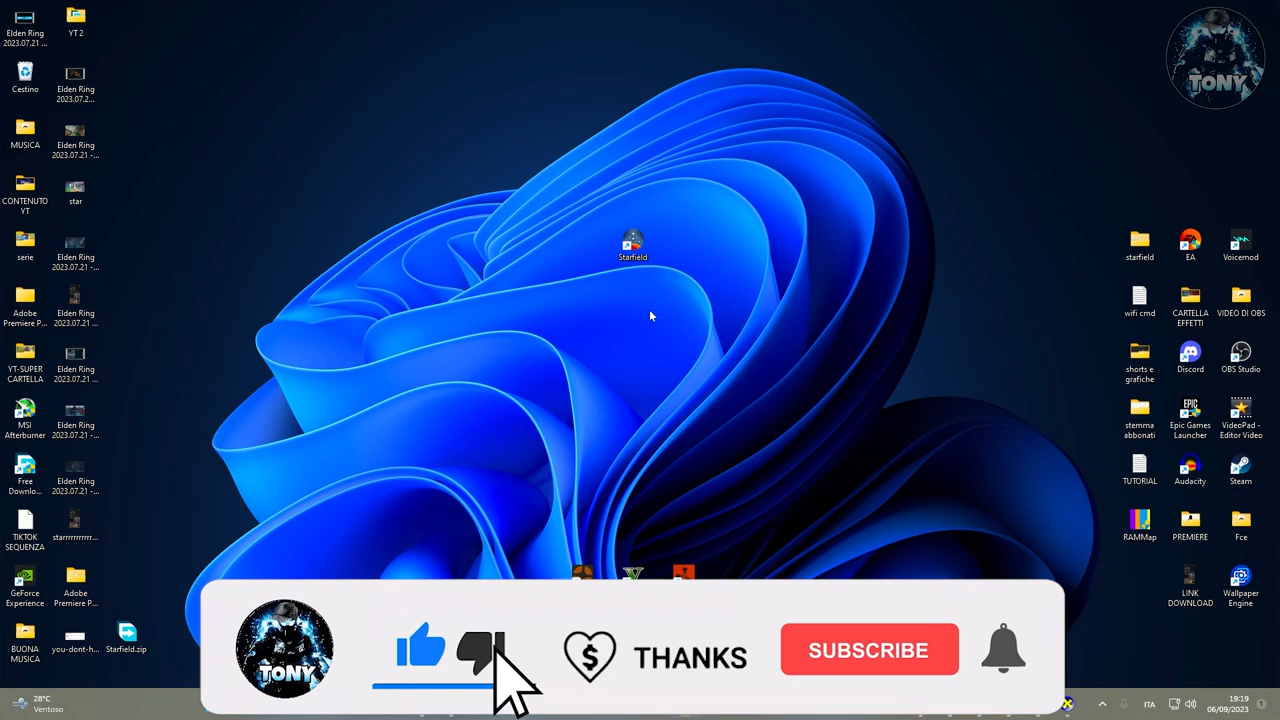 Elden Ring
2023.07.21 ...
YT 2
Cestino
Elden Ring
2023.07.2...
MUSICA
Elden Ring
2023.07.21 -...
CONTENUTO
YT
star
serie
Elden Ring
2023.07.21 -...
Adobe
Premiere P...
Elden Ring
2023.07.21 ...
YT-SUPER
CARTELLA
Elden Ring
2023.07.21 ...
MSI
Afterburner
Elden Ring
2023.07.21 -...
Free
Downlo...
Elden Ring
2023.07.21 -...
TIKTOK
SEQUENZA
starrrrrrrrrr...
GeForce
Experience
Adobe
Premiere P...
BUONA
MUSICA
you-dont-h...
Starfield.zip
Starfield
TONY
starfield
EA
Voicemod
wifi cmd
CARTELLA
EFFETTI
VIDEO DI OBS
shorts e
grafiche
Discord
OBS Studio
stemma
abbonati
EPIC
GAMES
Epic Games
Launcher
VideoPad -
Editor Video
TUTORIAL
Audacity
Steam
RAMMap
PREMIERE
Fce
LINK
DOWNLOAD
Wallpaper
Engine
TONY
$
THANKS
SUBSCRIBE
28°C
Ventoso
ITA
19:19
06/09/2023
1